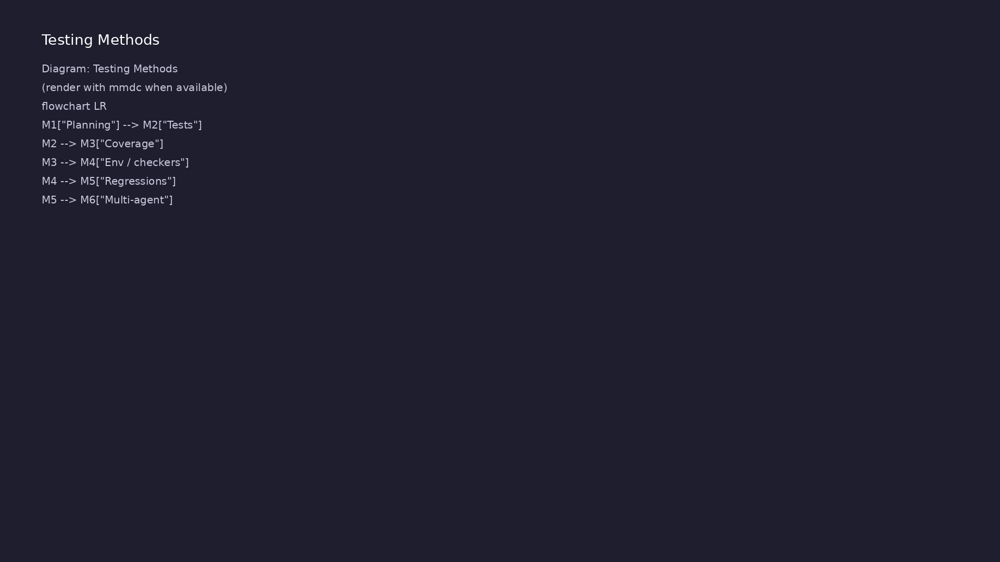 Testing Methods
Diagram: Testing Methods
(render with mmdc when available)
flowchart LR
M1["Planning"] --> M2["Tests"]
M2 --> M3["Coverage"]
M3 --> M4["Env / checkers"]
M4 --> M5["Regressions"]
M5 --> M6["Multi-agent"]